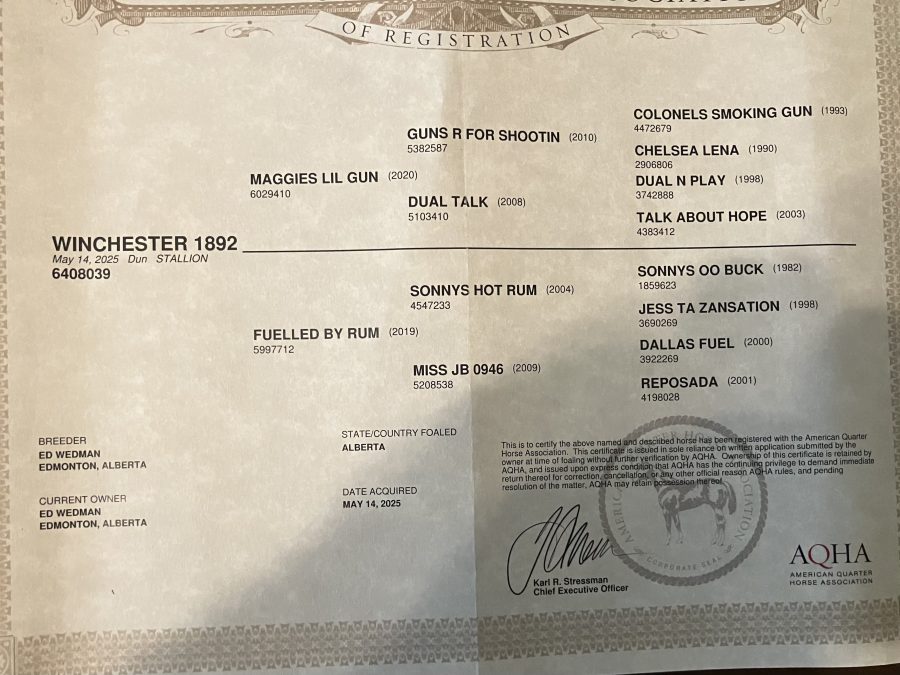 OF REGISTRATION
COLONELS SMOKING GUN (1993)
4472679
GUNS R FOR SHOOTIN (2010)
5382587
CHELSEA LENA (1990)
2906806
MAGGIES LIL GUN (2020)
6029410
DUAL N PLAY (1998)
3742888
DUAL TALK (2008)
5103410
TALK ABOUT HOPE (2003)
4383412
WINCHESTER 1892
May 14, 2025 Dun STALLION
6408039
SONNYS OO BUCK (1982)
1859623
SONNYS HOT RUM (2004)
4547233
JESS TA ZANSATION (1998)
3690269
FUELLED BY RUM (2019)
5997712
DALLAS FUEL (2000)
3922269
MISS JB 0946 (2009)
5208538
REPOSADA (2001)
4198028
BREEDER
ED WEDMAN
EDMONTON, ALBERTA
STATE/COUNTRY FOALED
ALBERTA
CURRENT OWNER
ED WEDMAN
EDMONTON, ALBERTA
DATE ACQUIRED
MAY 14, 2025
This is to certify the above named and described horse has been registered with the American Quarter
Horse Association. This certificate is issued in sole reliance on written application submitted by the
owner at time of foaling without further verification by AQHA. Ownership of this certificate is retained by
AQHA, and issued upon express condition that AQHA has the continuing privilege to demand immediate
return thereof for correction, cancellation, or any other official reason AQHA rules, and pending
resolution of the matter, AQHA may retain possession thereof.
CORPORATE SEAL
Karl R. Stressman
Chief Executive Officer
AQHA
AMERICAN QUARTER
HORSE ASSOCIATION